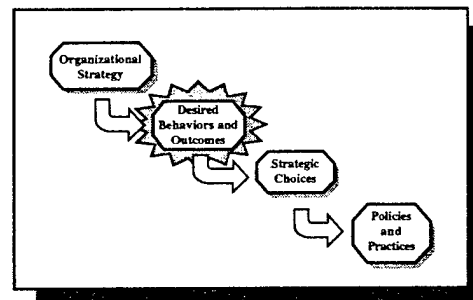 Organizational
Strategy
Desired
Behaviors and
Outcomes
Strategic
Choices
Policies
and
Practices